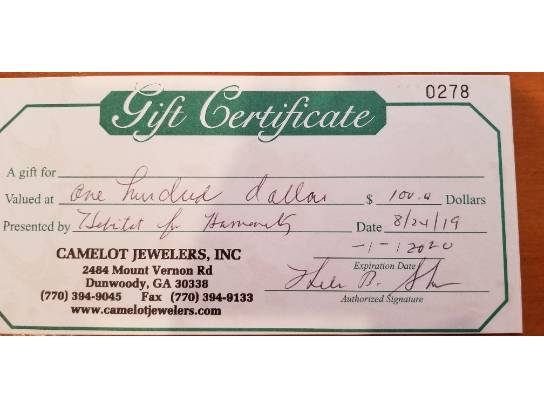 0278
Gift Certificate
A gift for
Valued at one hundred dollar $ 100.00 Dollars
Presented by Habitat for Humanity Date 8/24/19
-1-12020
Expiration Date
CAMELOT JEWELERS, INC
2484 Mount Vernon Rd
Dunwoody, GA 30338
(770) 394-9045 Fax (770) 394-9133
www.camelotjewelers.com
Authorized Signature